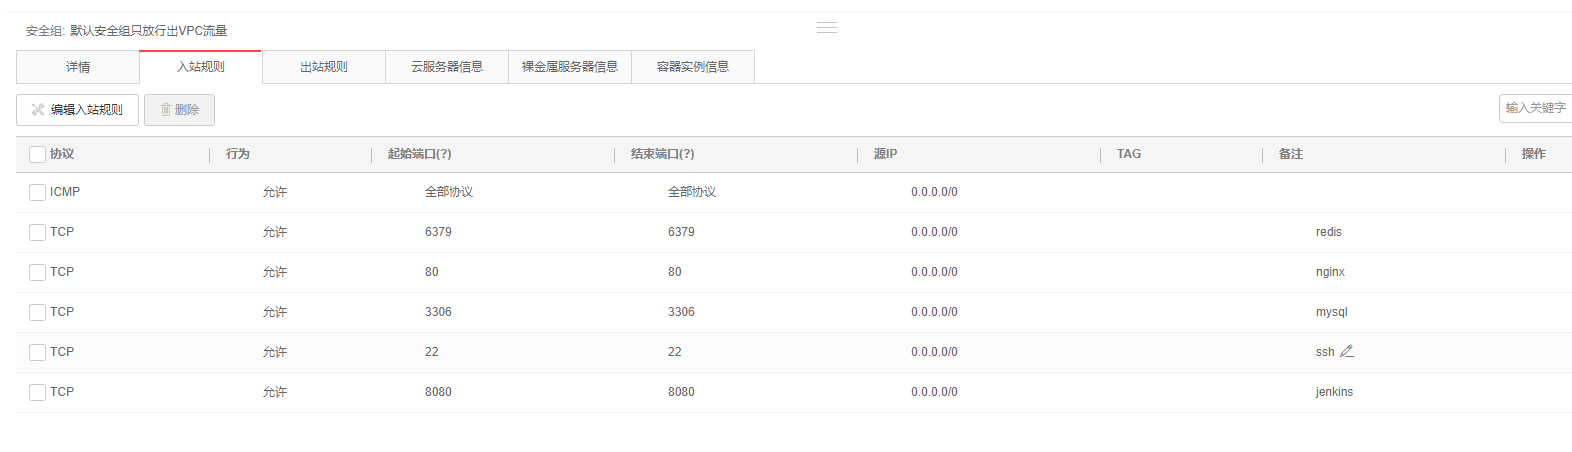 安全组: 默认安全组只放行出VPC流量
详情 入站规则 出站规则 云服务器信息 裸金属服务器信息 容器实例信息
编辑入站规则 删除 输入关键字
协议 行为 起始端口(?) 结束端口(?) 源IP TAG 备注 操作
ICMP 允许 全部协议 全部协议 0.0.0.0/0
TCP 允许 6379 6379 0.0.0.0/0 redis
TCP 允许 80 80 0.0.0.0/0 nginx
TCP 允许 3306 3306 0.0.0.0/0 mysql
TCP 允许 22 22 0.0.0.0/0 ssh
TCP 允许 8080 8080 0.0.0.0/0 jenkins